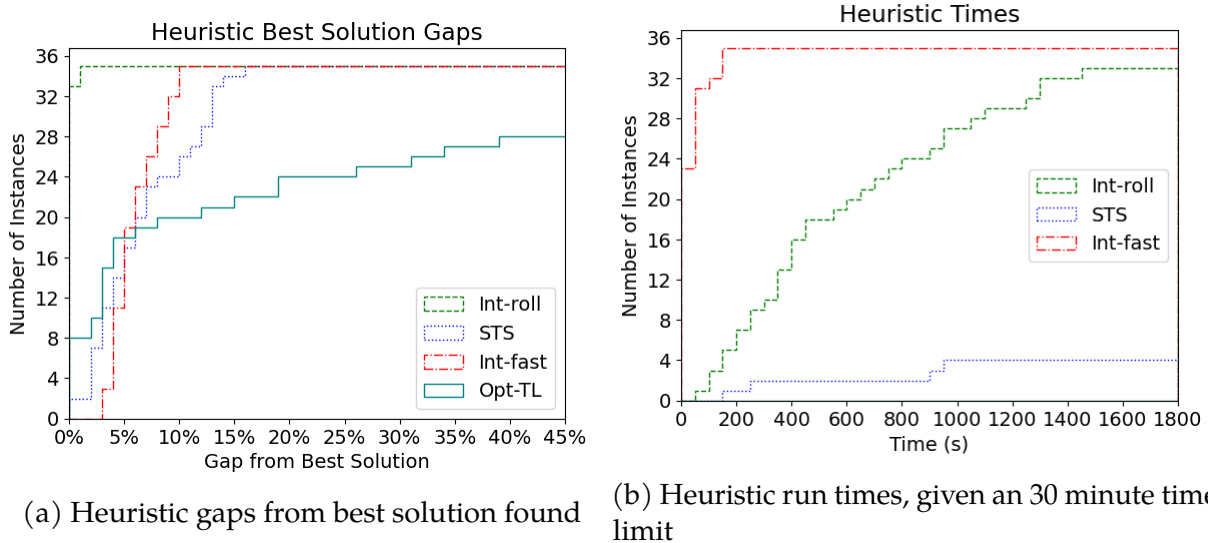 Heuristic Best Solution Gaps
36
32
28
24
20
16
12
8
4
0
Number of Instances
Int-roll
STS
Int-fast
Opt-TL
0% 5% 10% 15% 20% 25% 30% 35% 40% 45%
Gap from Best Solution
(a) Heuristic gaps from best solution found
Heuristic Times
36
32
28
24
20
16
12
8
4
0
Number of Instances
Int-roll
STS
Int-fast
0 200 400 600 800 1000 1200 1400 1600 1800
Time (s)
(b) Heuristic run times, given an 30 minute time
limit